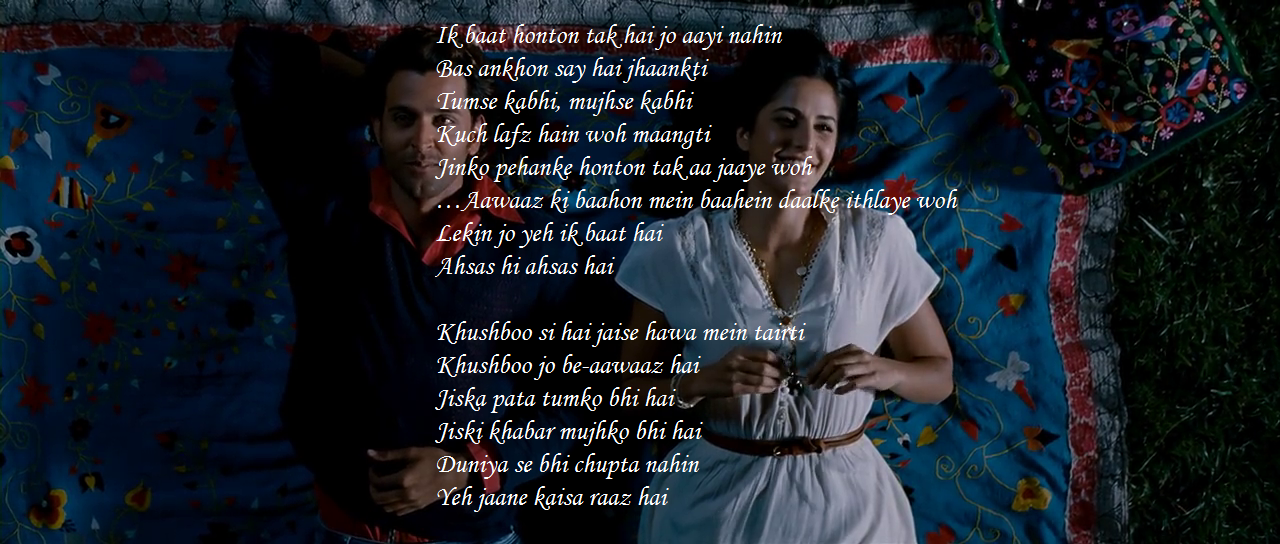 Ik baat honton tak hai jo aayi nahin
Bas ankhon say hai jhaankti
Tumse kabhi, mujhse kabhi
Kuch lafz hain woh maangti
Jinko pehanke honton tak aa jaaye woh
…Aawaaz ki baahon mein baahein daalke ithlaye woh
Lekin jo yeh ik baat hai
Ahsas hi ahsas hai

Khushboo si hai jaise hawa mein tairti
Khushboo jo be-aawaaz hai
Jiska pata tumko bhi hai
Jiski khabar mujhko bhi hai
Duniya se bhi chupta nahin
Yeh jaane kaisa raaz hai